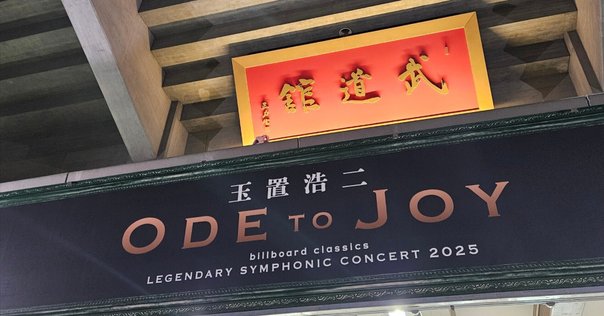 武道館
玉置浩二
ODE TO JOY
billboard classics
LEGENDARY SYMPHONIC CONCERT 2025